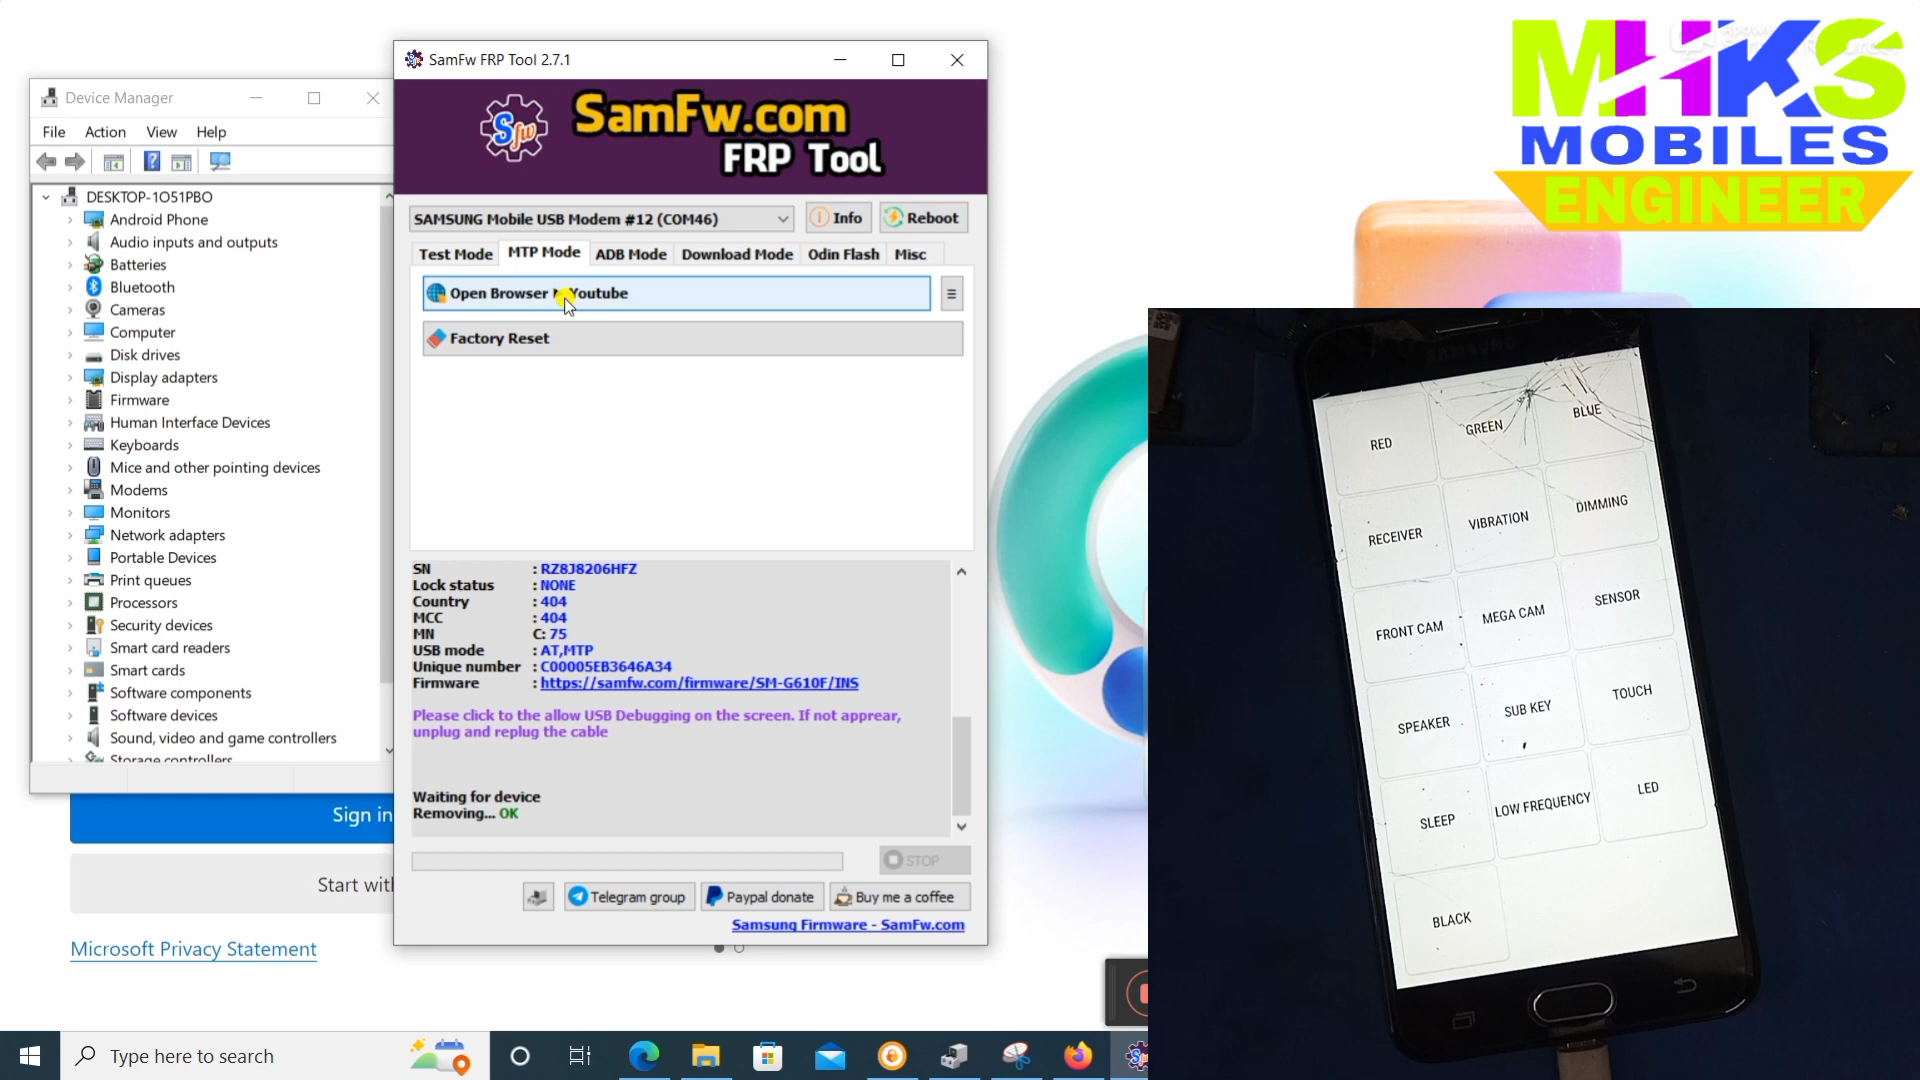 Device Manager
File Action View Help
DESKTOP-1O51PBO
Android Phone
Audio inputs and outputs
Batteries
Bluetooth
Cameras
Computer
Disk drives
Display adapters
Firmware
Human Interface Devices
Keyboards
Mice and other pointing devices
Modems
Monitors
Network adapters
Portable Devices
Print queues
Processors
Security devices
Smart card readers
Smart cards
Software components
Software devices
Sound, video and game controllers
Storage controllers
Sign in
Start with
Microsoft Privacy Statement
SamFw FRP Tool 2.7.1
Sfw
SamFw.com
FRP Tool
SAMSUNG Mobile USB Modem #12 (COM46)
Info
Reboot
Test Mode MTP Mode ADB Mode Download Mode Odin Flash Misc
Open Browser Youtube
Factory Reset
SN : RZ8J8206HFZ
Lock status : NONE
Country : 404
MCC : 404
MN C: 75
USB mode : AT,MTP
Unique number : C00005EB3646A34
Firmware : https://samfw.com/firmware/SM-G610F/INS
Please click to the allow USB Debugging on the screen. If not apprear,
unplug and replug the cable
Waiting for device
Removing... OK
STOP
Telegram group
Paypal donate
Buy me a coffee
Samsung Firmware - SamFw.com
Type here to search
MHKS
MOBILES
ENGINEER
SAMSUNG
RED GREEN BLUE
RECEIVER VIBRATION DIMMING
FRONT CAM MEGA CAM SENSOR
SPEAKER SUB KEY TOUCH
SLEEP LOW FREQUENCY LED
BLACK